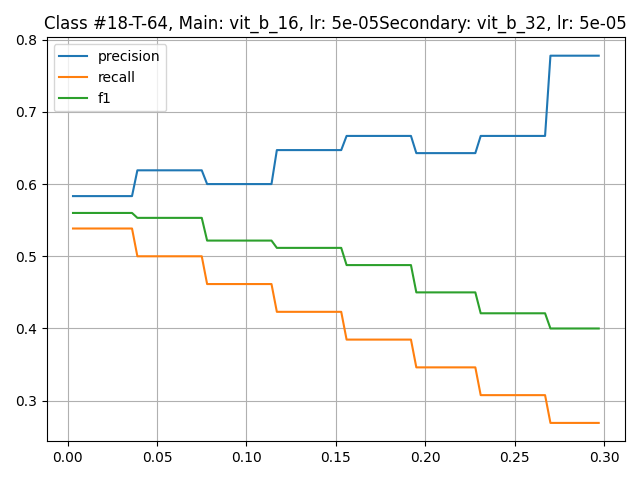 Class #18-T-64, Main: vit_b_16, lr: 5e-05Secondary: vit_b_32, lr: 5e-05
precision
recall
f1
0.8
0.7
0.6
0.5
0.4
0.3
0.00 0.05 0.10 0.15 0.20 0.25 0.30